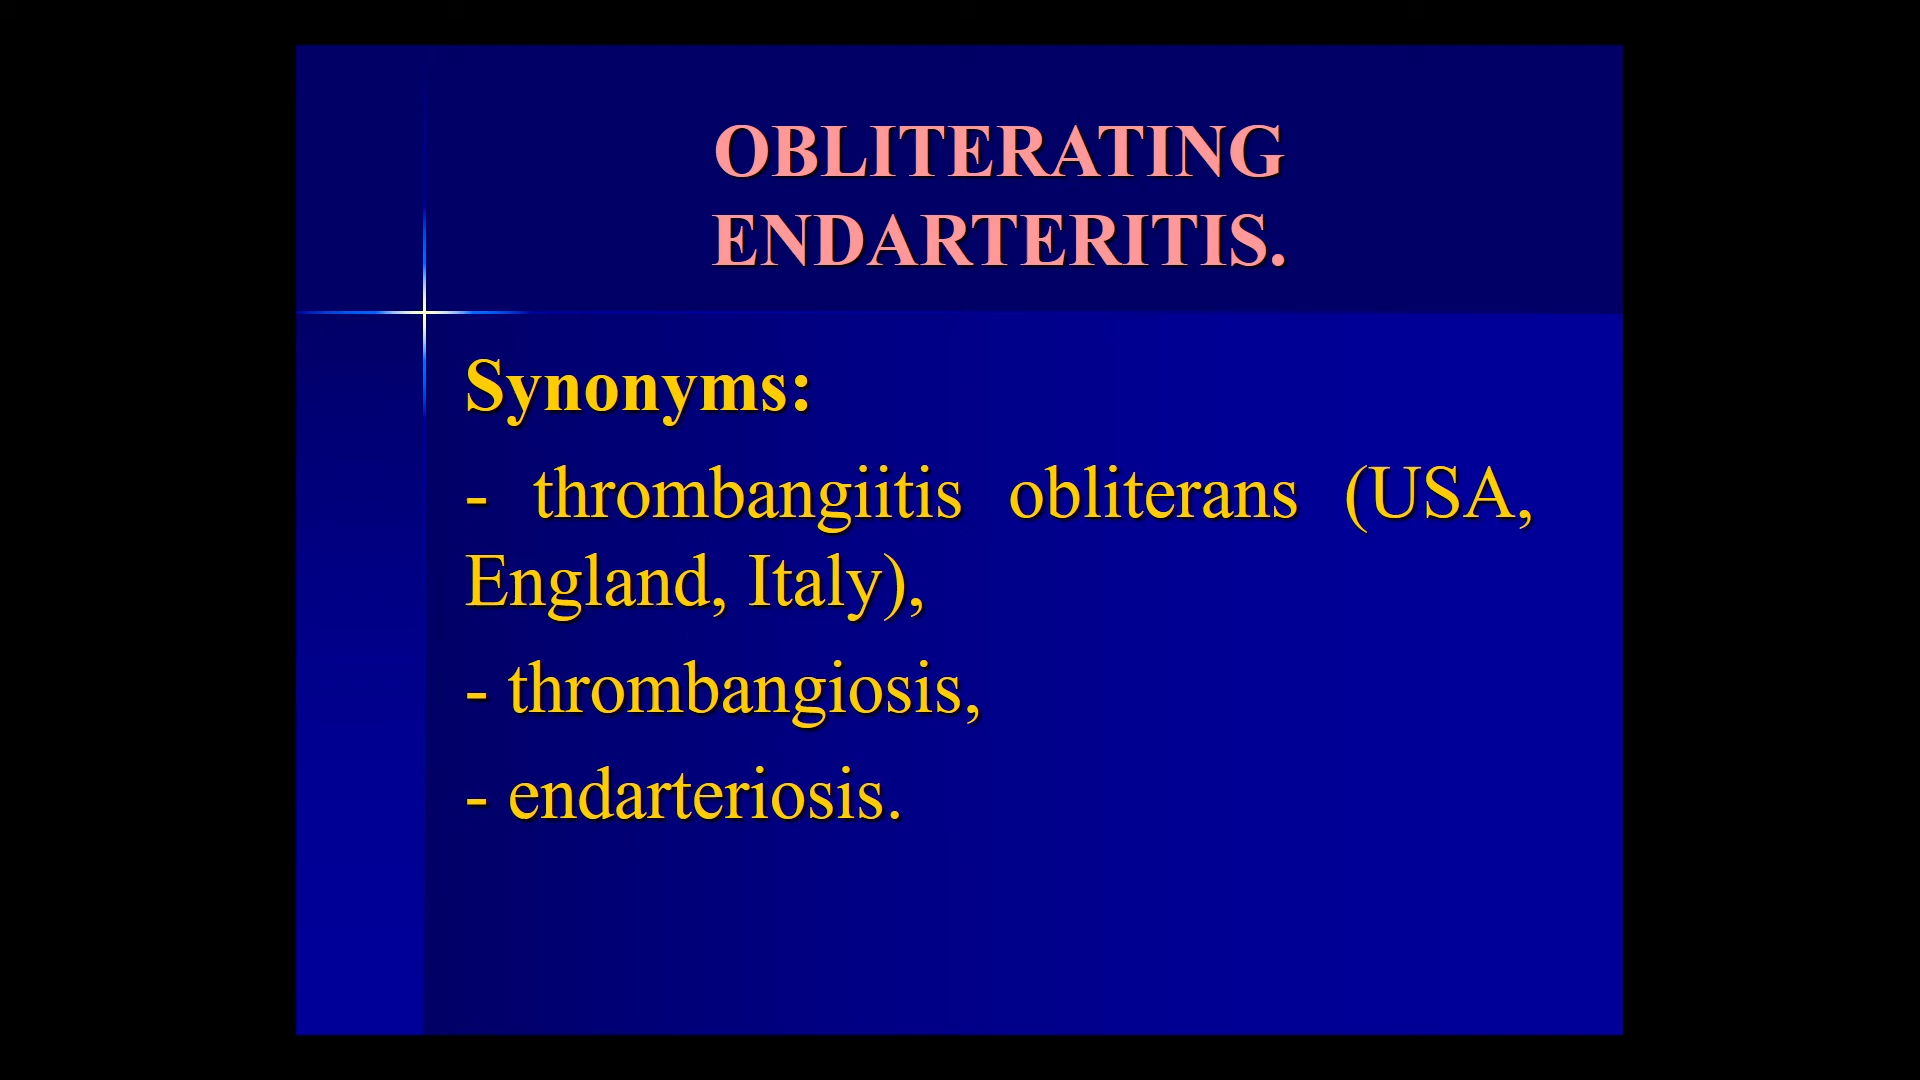 OBLITERATING
ENDARTERITIS.
Synonyms:
- thrombangiitis obliterans (USA,
England, Italy),
- thrombangiosis,
- endarteriosis.